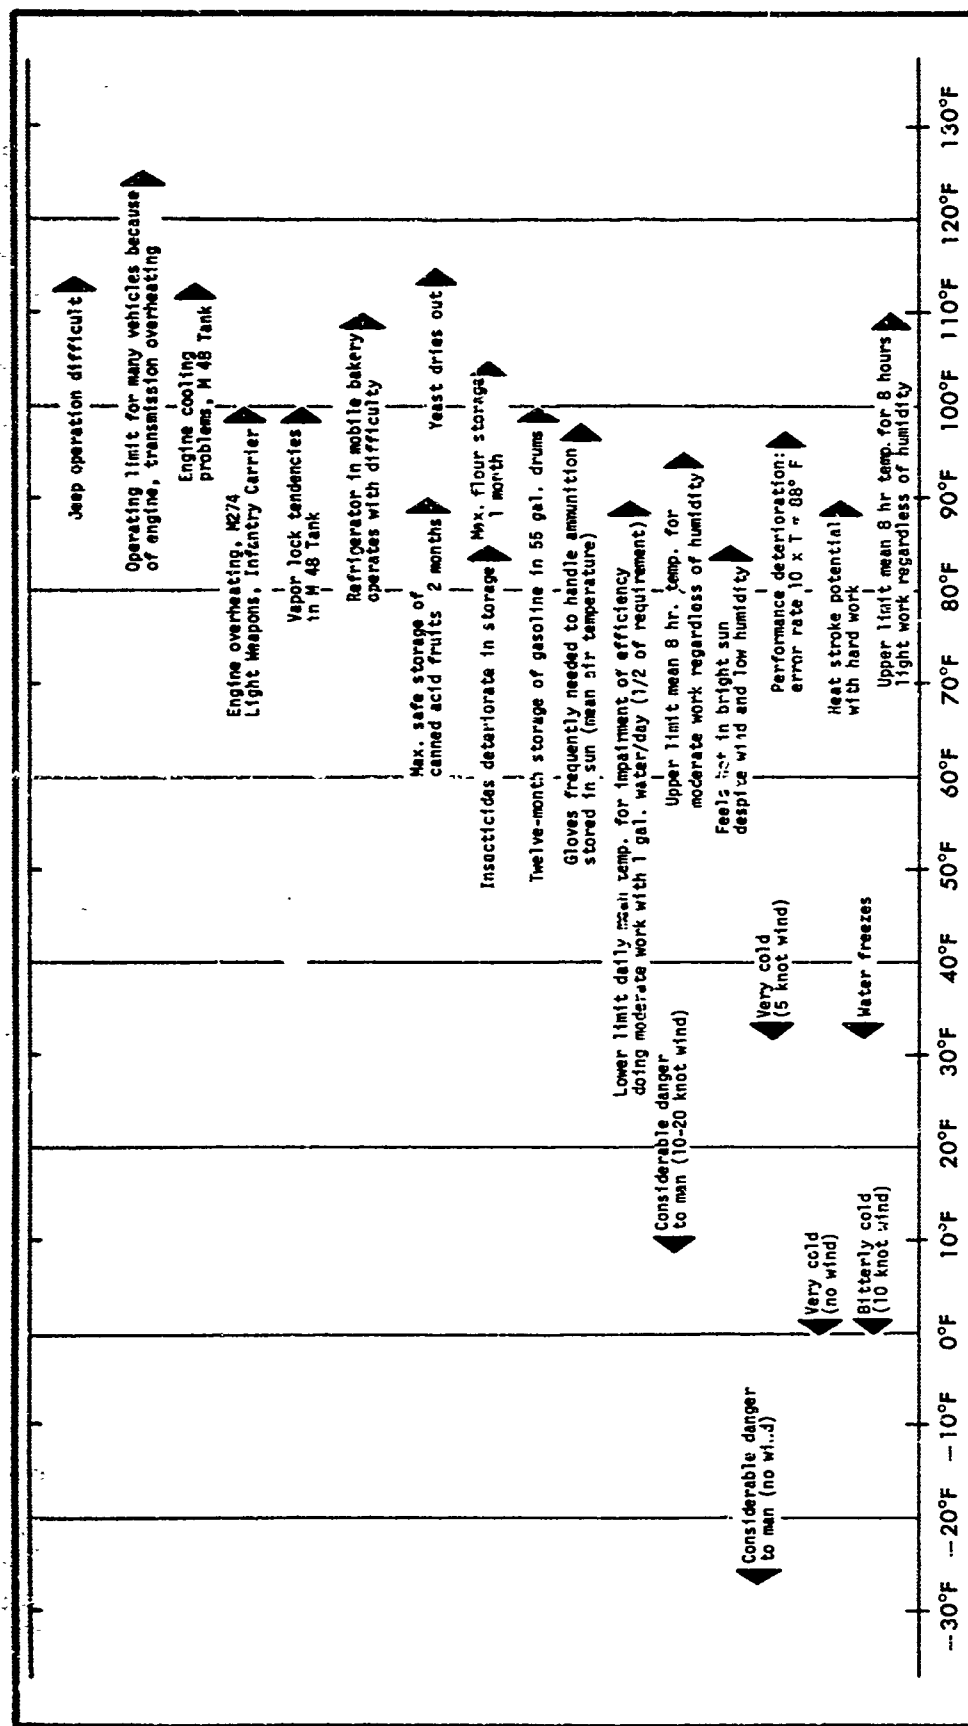 Jeep operation difficult
Operating limit for many vehicles because
of engine, transmission overheating
Engine cooling
problems, M 48 Tank
Engine overheating, M274
Light Weapons, Infantry Carrier
Vapor lock tendencies
in M 48 Tank
Refrigerator in mobile bakery
operates with difficulty
Max. safe storage of
canned acid fruits 2 months
Yeast dries out
Insecticides deteriorate in storage
Max. flour storage
1 month
Twelve-month storage of gasoline in 55 gal. drums
Gloves frequently needed to handle ammunition
stored in sun (mean air temperature)
Lower limit daily mean temp. for impairment of efficiency
doing moderate work with 1 gal. water/day (1/2 of requirement)
Considerable danger
to man (10-20 knot wind)
Upper limit mean 8 hr. temp. for
moderate work regardless of humidity
Feels hot in bright sun
despite wind and low humidity
Considerable danger
to man (no wind)
Very cold
(5 knot wind)
Performance deterioration:
error rate 10 x T = 88° F
Very cold
(no wind)
Heat stroke potential
with hard work
Bitterly cold
(10 knot wind)
Water freezes
Upper limit mean 8 hr temp. for 8 hours
light work regardless of humidity
-30°F -20°F -10°F 0°F 10°F 20°F 30°F 40°F 50°F 60°F 70°F 80°F 90°F 100°F 110°F 120°F 130°F